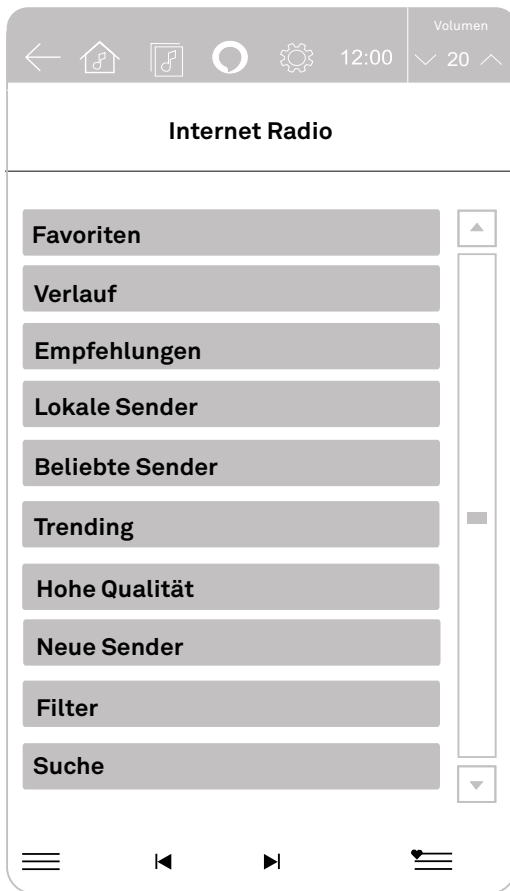 Volumen
12:00
20
Internet Radio
Favoriten
Verlauf
Empfehlungen
Lokale Sender
Beliebte Sender
Trending
Hohe Qualität
Neue Sender
Filter
Suche